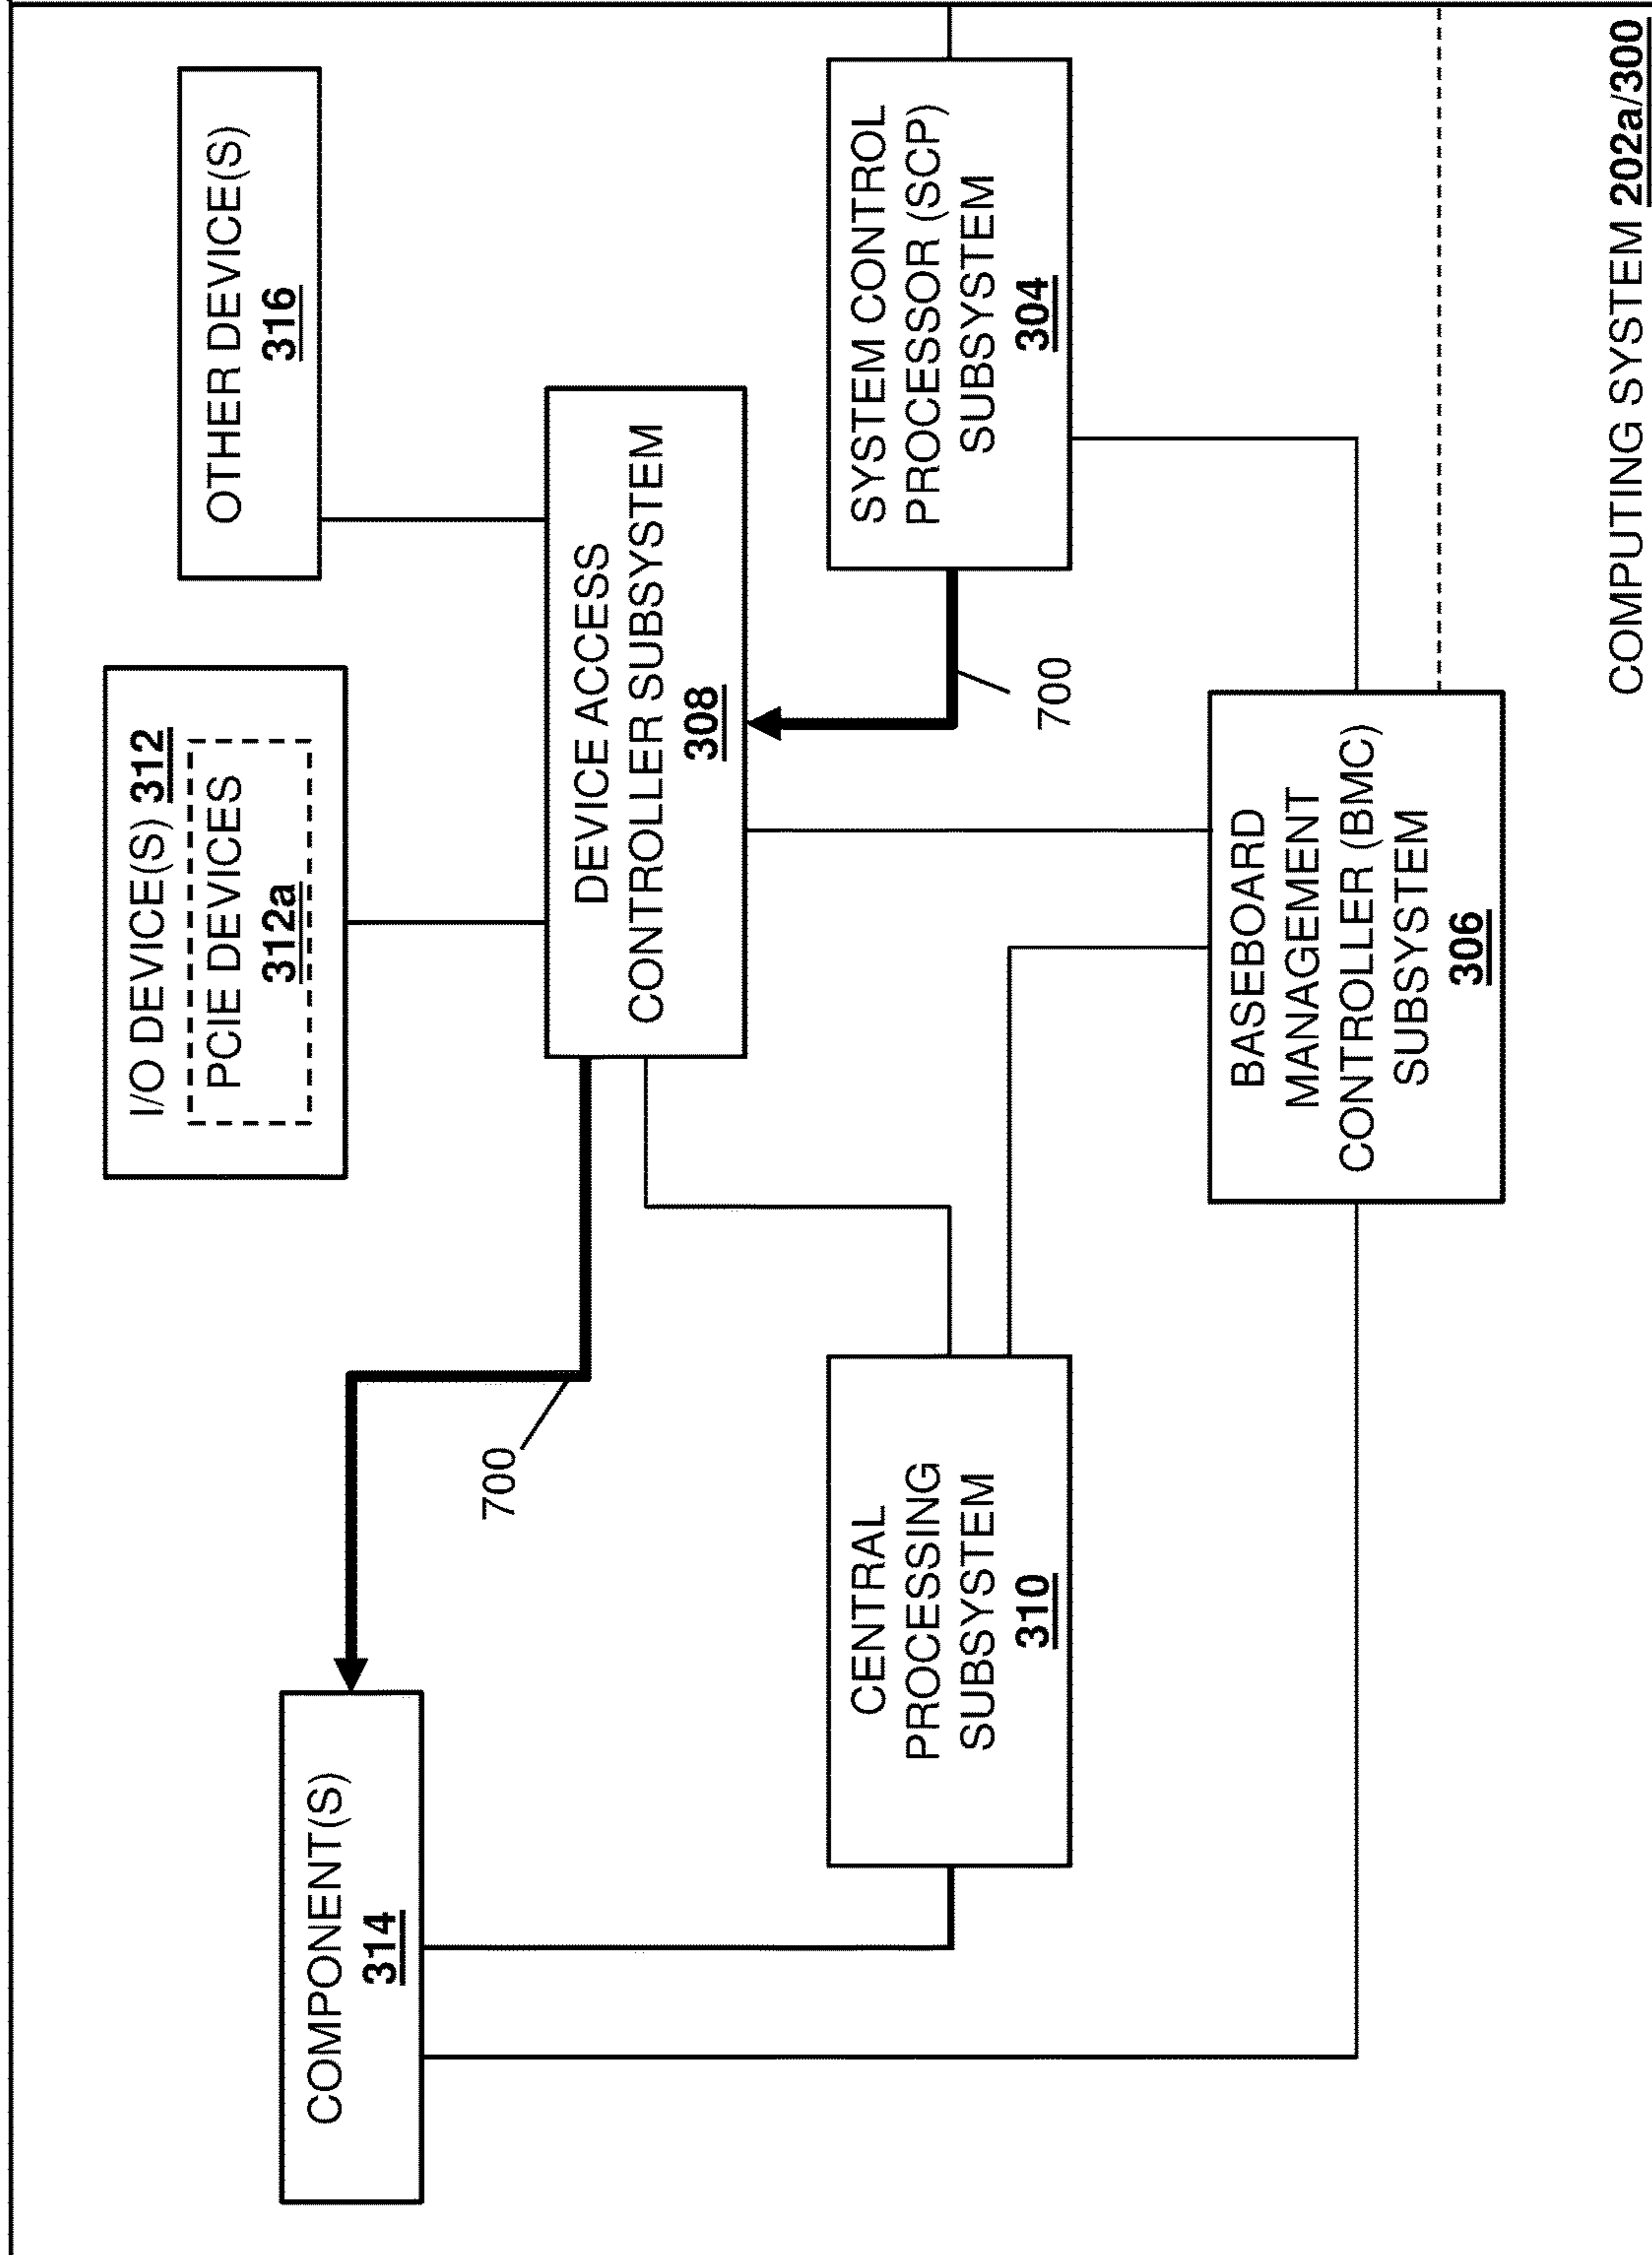 I/O DEVICE(S) 312
PCIE DEVICES
312a
OTHER DEVICE(S)
316
COMPONENT(S)
314
700
DEVICE ACCESS
CONTROLLER SUBSYSTEM
308
CENTRAL
PROCESSING
SUBSYSTEM
310
SYSTEM CONTROL
PROCESSOR (SCP)
SUBSYSTEM
304
700
BASEBOARD
MANAGEMENT
CONTROLLER (BMC)
SUBSYSTEM
306
COMPUTING SYSTEM 202a/300